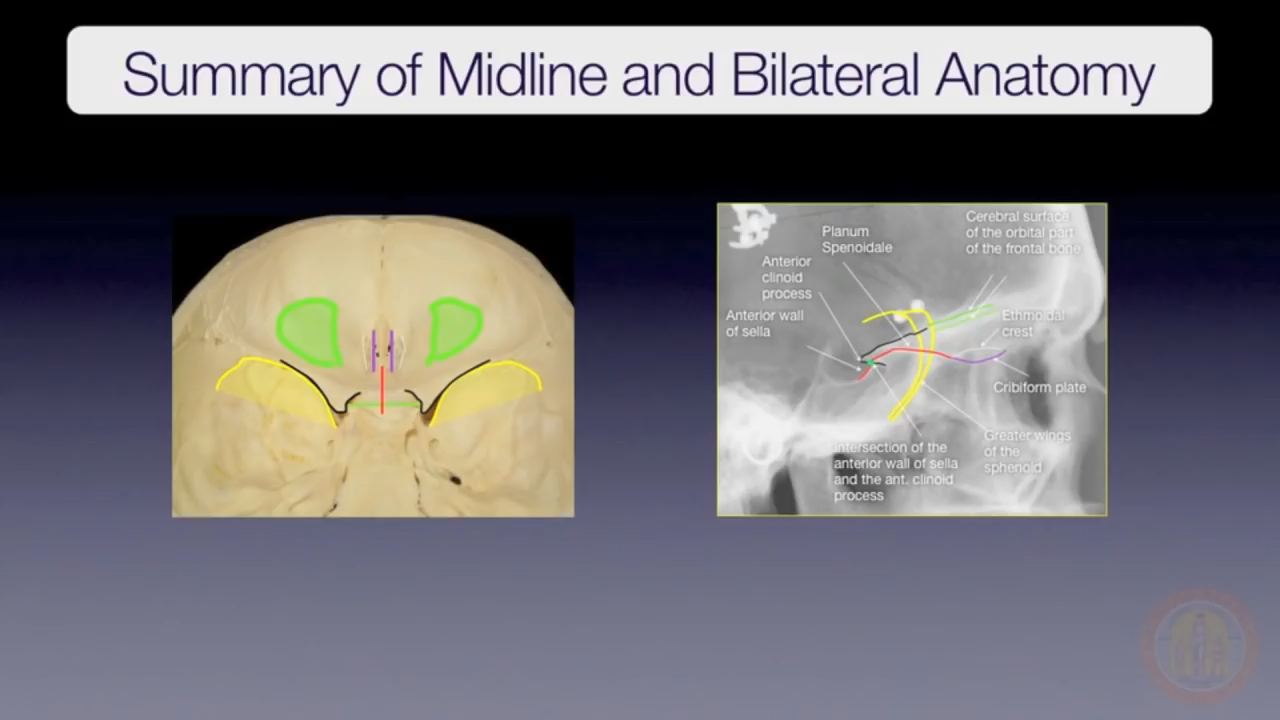 Summary of Midline and Bilateral Anatomy
Cerebral surface
of the orbital part
of the frontal bone
Planum
Spenoidale
Anterior
clinoid
process
Anterior wall
of sella
Ethmoidal
crest
Cribiform plate
Greater wings
of the
sphenoid
Intersection of the
anterior wall of sella
and the ant. clinoid
process